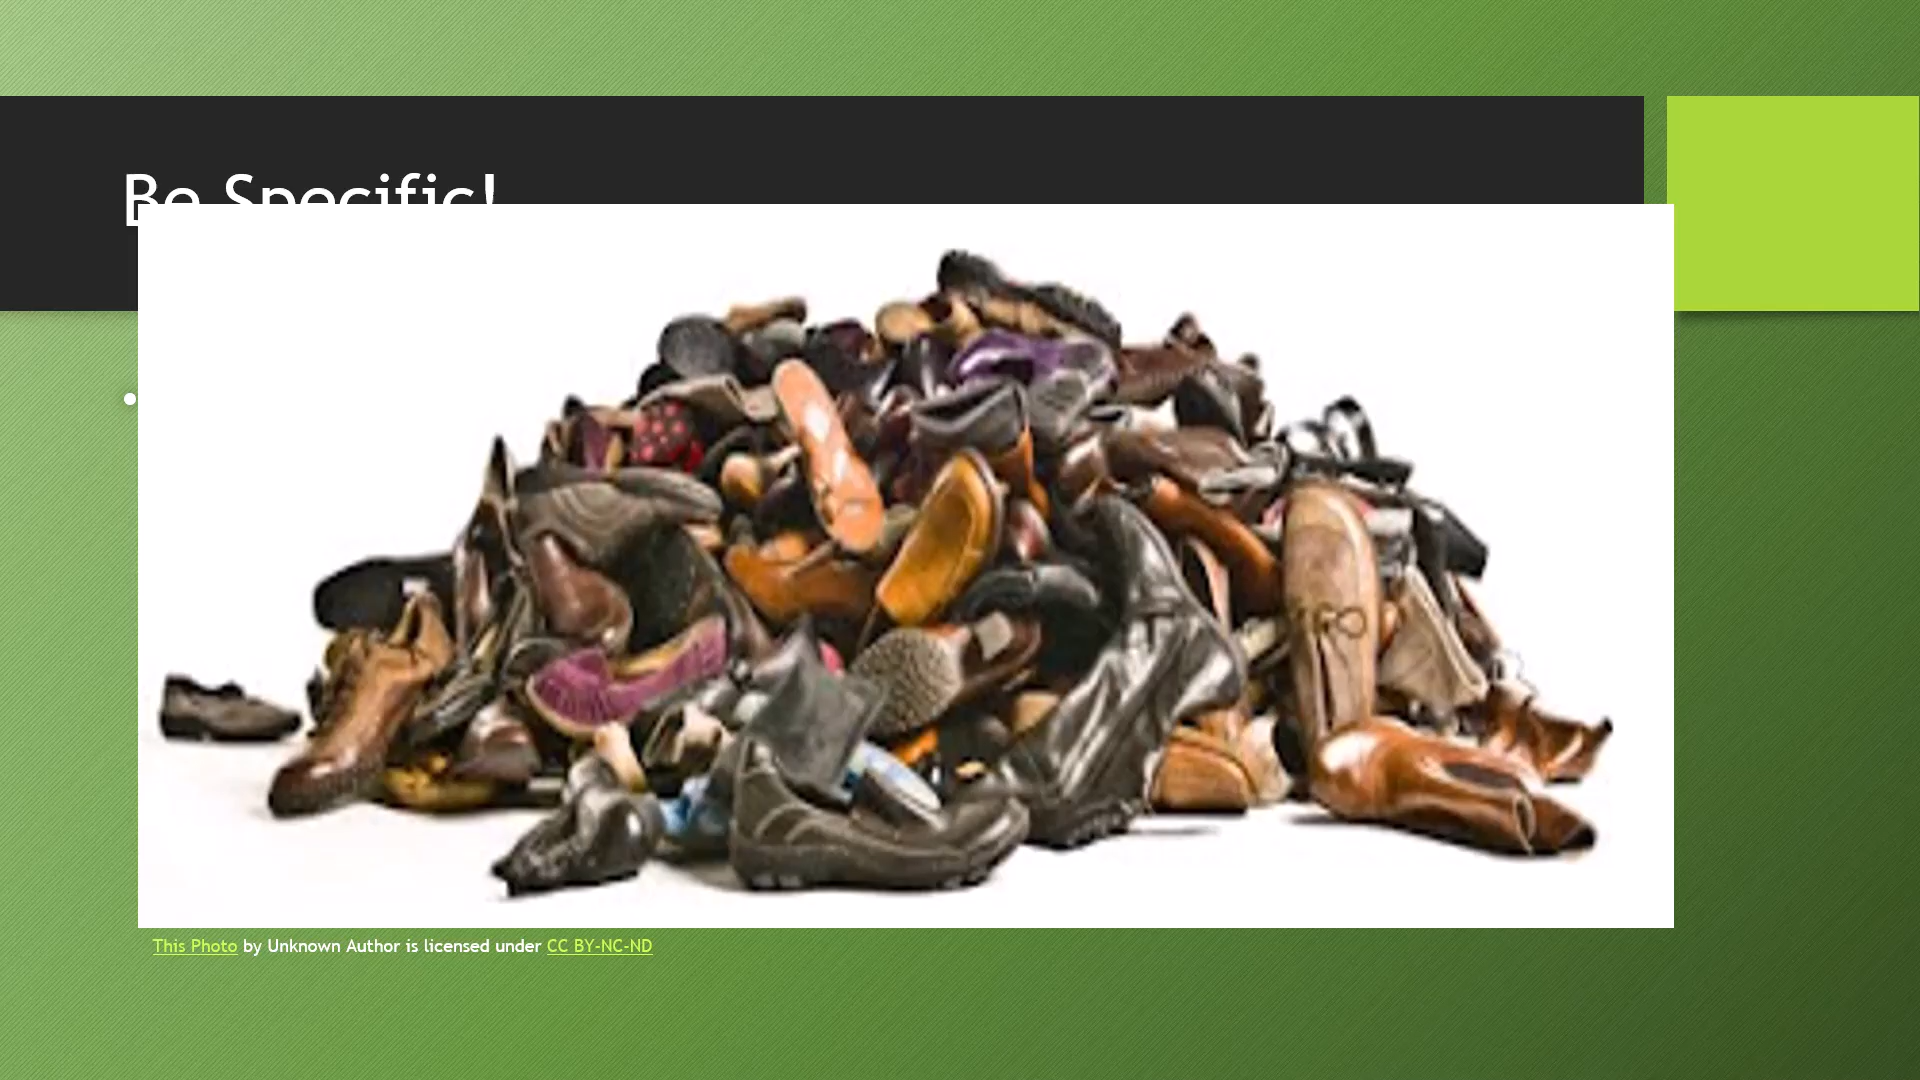 Be Specific!
•
This Photo by Unknown Author is licensed under CC BY-NC-ND